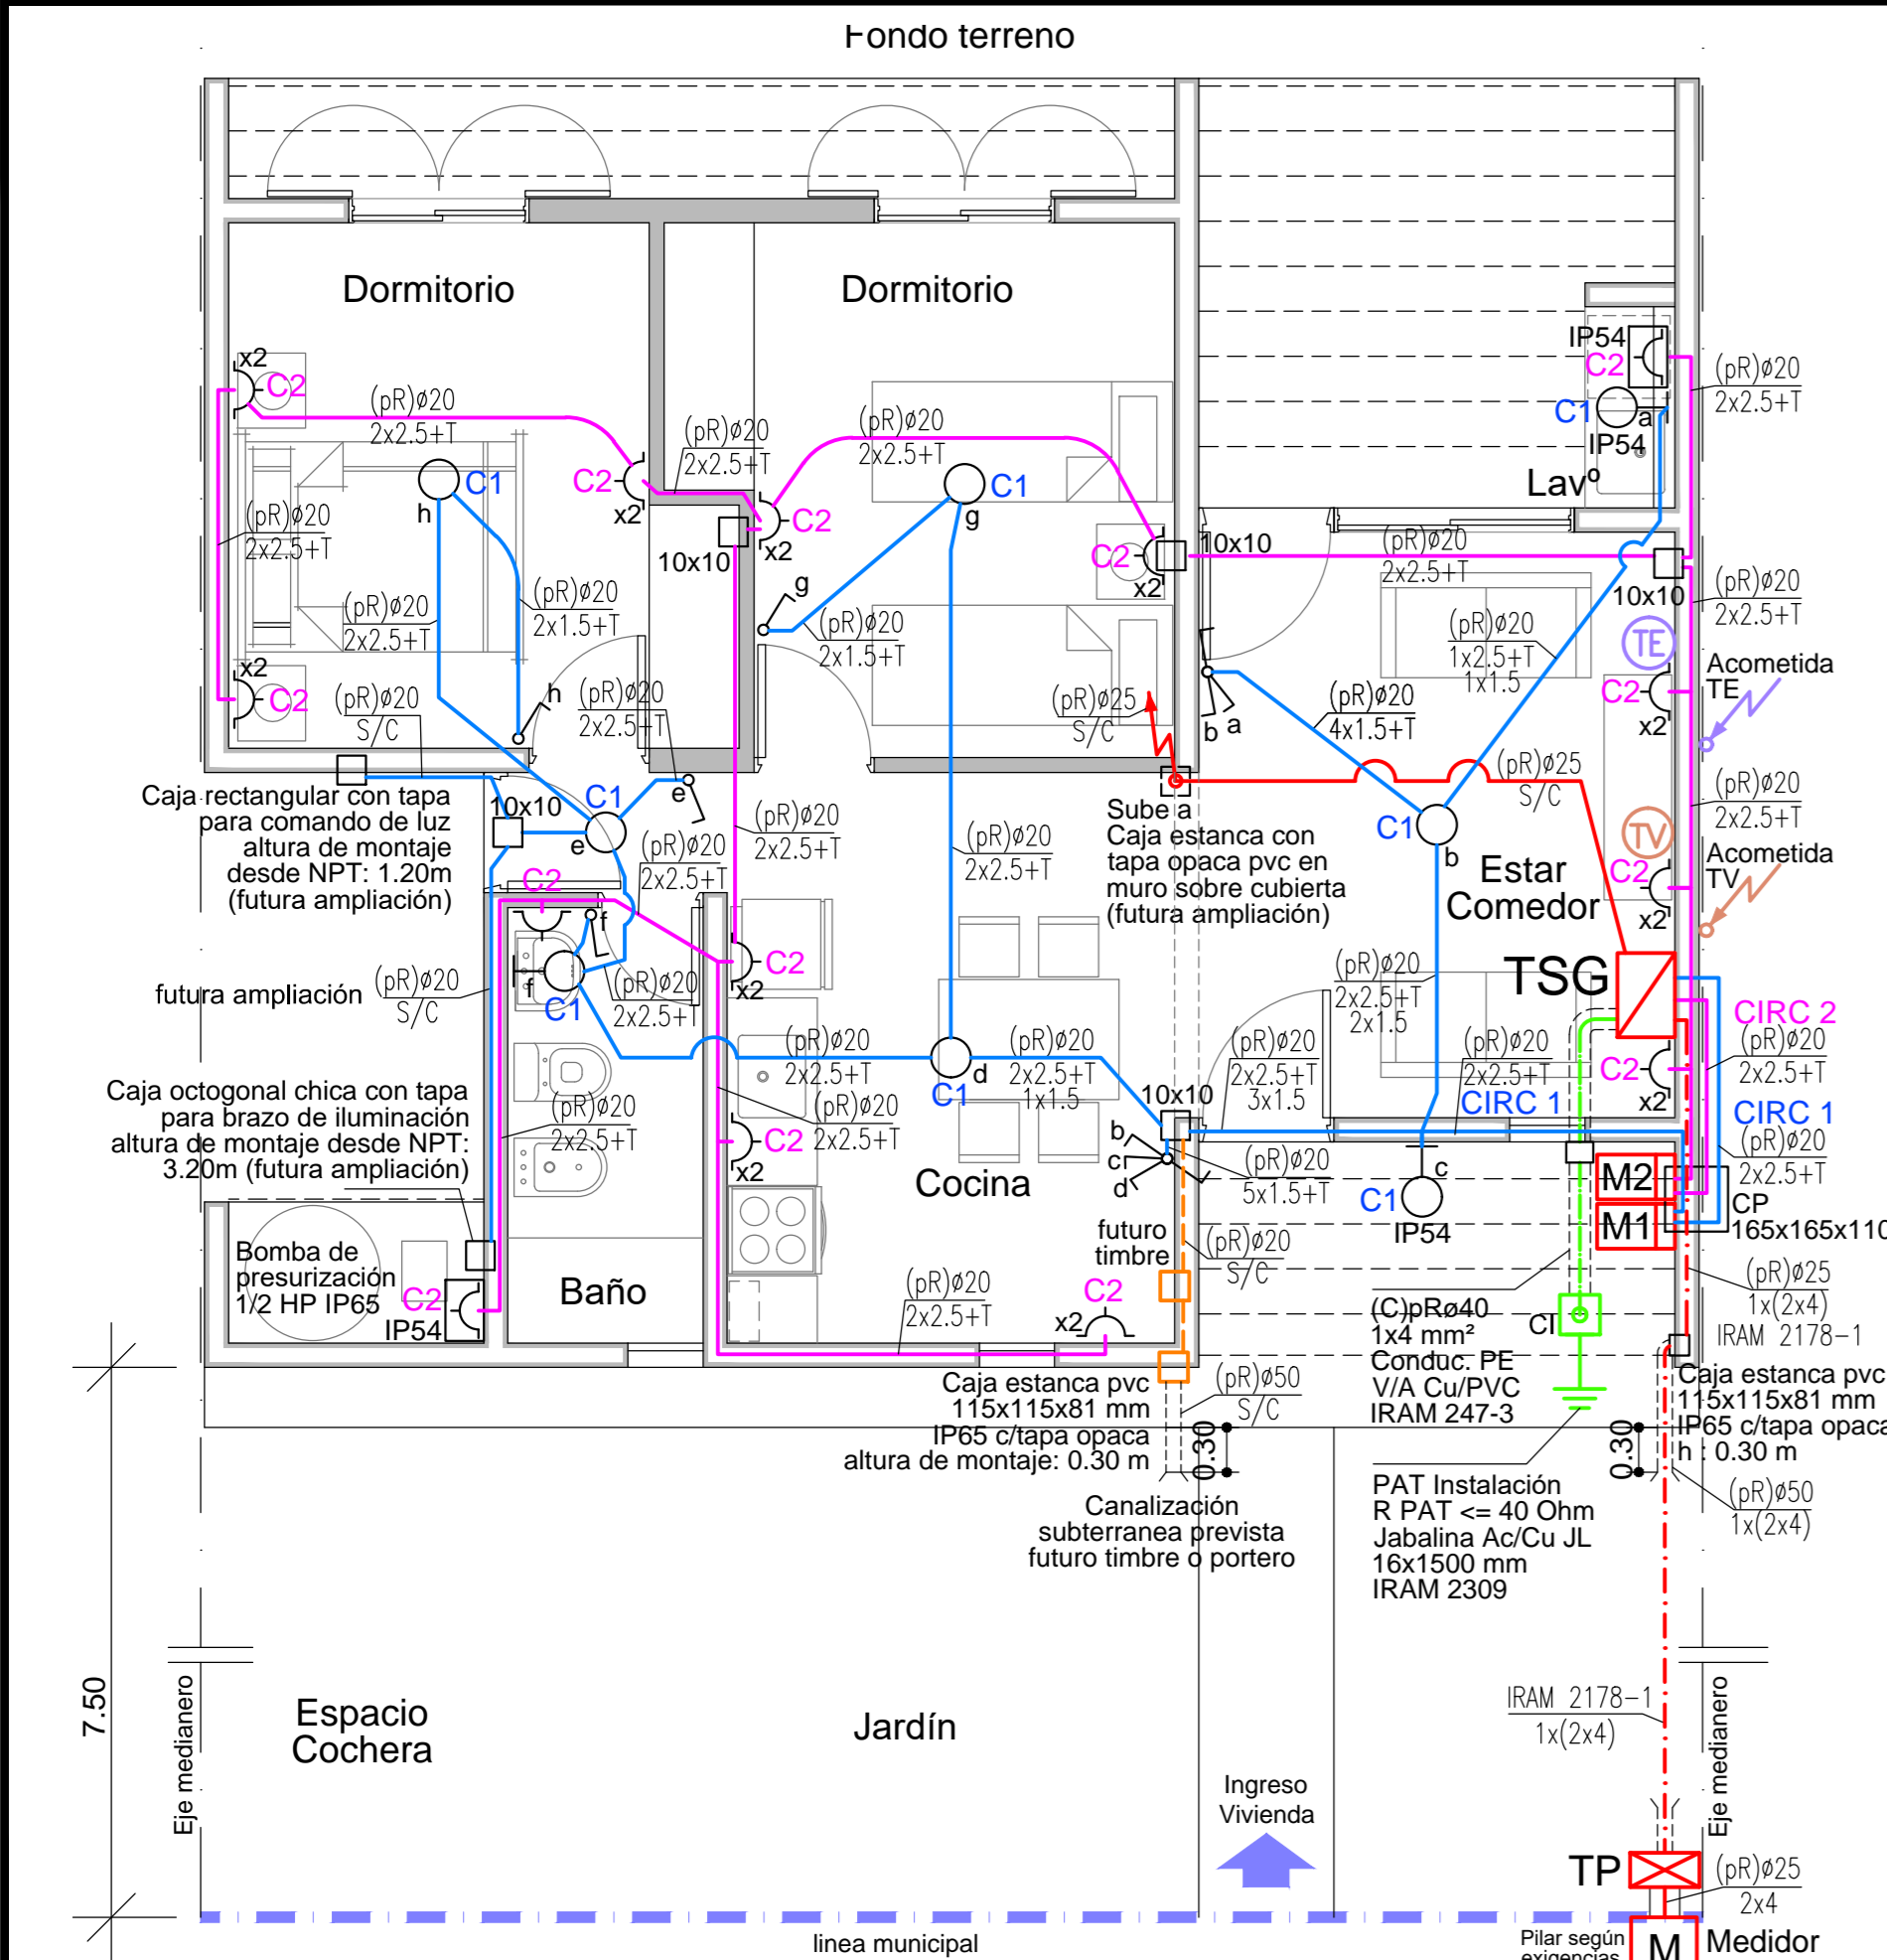 Fondo terreno
Dormitorio
Dormitorio
x2
C2
(pR)ø20
2x2.5+T
(pR)ø20
2x2.5+T
(pR)ø20
2x2.5+T
IP54
C2
(pR)ø20
2x2.5+T
C1
a
IP54
Lavº
C1
h
C2
x2
C2
x2
C1
g
(pR)ø20
2x2.5+T
10x10
C2
x2
10x10
(pR)ø20
2x2.5+T
10x10
g
(pR)ø20
2x2.5+T
(pR)ø20
2x1.5+T
(pR)ø20
2x1.5+T
(pR)ø20
1x2.5+T
1x1.5
(pR)ø20
2x2.5+T
TE
Acometida
TE
x2
C2
(pR)ø20
S/C
h
(pR)ø20
2x2.5+T
(pR)ø25
S/C
b
a
(pR)ø20
4x1.5+T
C2
x2
Caja rectangular con tapa
para comando de luz
altura de montaje
desde NPT: 1.20m
(futura ampliación)
10x10
C1
e
e
(pR)ø20
2x2.5+T
(pR)ø20
2x2.5+T
(pR)ø20
2x2.5+T
Sube a
Caja estanca con
tapa opaca pvc en
muro sobre cubierta
(futura ampliación)
(pR)ø25
S/C
C1
b
Estar
Comedor
TV
(pR)ø20
2x2.5+T
Acometida
TV
C2
x2
C2
f
f
C1
(pR)ø20
2x2.5+T
C2
x2
futura ampliación
(pR)ø20
S/C
(pR)ø20
2x2.5+T
2x1.5
TSG
CIRC 2
(pR)ø20
2x2.5+T
(pR)ø20
2x2.5+T
C1
d
(pR)ø20
2x2.5+T
1x1.5
(pR)ø20
2x2.5+T
3x1.5
(pR)ø20
2x2.5+T
CIRC 1
C2
x2
CIRC 1
(pR)ø20
2x2.5+T
Caja octogonal chica con tapa
para brazo de iluminación
altura de montaje desde NPT:
3.20m (futura ampliación)
(pR)ø20
2x2.5+T
(pR)ø20
2x2.5+T
C2
x2
10x10
b
c
d
(pR)ø20
5x1.5+T
Cocina
c
C1
IP54
M2
M1
CP
165x165x110
Bomba de
presurización
1/2 HP IP65
C2
IP54
Baño
futuro
timbre
(pR)ø20
S/C
(pR)ø20
2x2.5+T
C2
x2
(C)pRø40
1x4 mm²
Conduc. PE
V/A Cu/PVC
IRAM 247-3
CI
(pR)ø25
1x(2x4)
IRAM 2178-1
Caja estanca pvc
115x115x81 mm
IP65 c/tapa opaca
altura de montaje: 0.30 m
(pR)ø50
S/C
0.30
Caja estanca pvc
115x115x81 mm
IP65 c/tapa opaca
h : 0.30 m
0.30
Canalización
subterranea prevista
futuro timbre o portero
PAT Instalación
R PAT <= 40 Ohm
Jabalina Ac/Cu JL
16x1500 mm
IRAM 2309
(pR)ø50
1x(2x4)
7.50
Eje medianero
Espacio
Cochera
Jardín
IRAM 2178-1
1x(2x4)
Eje medianero
Ingreso
Vivienda
TP
(pR)ø25
2x4
linea municipal
Pilar según
exigencias
M
Medidor